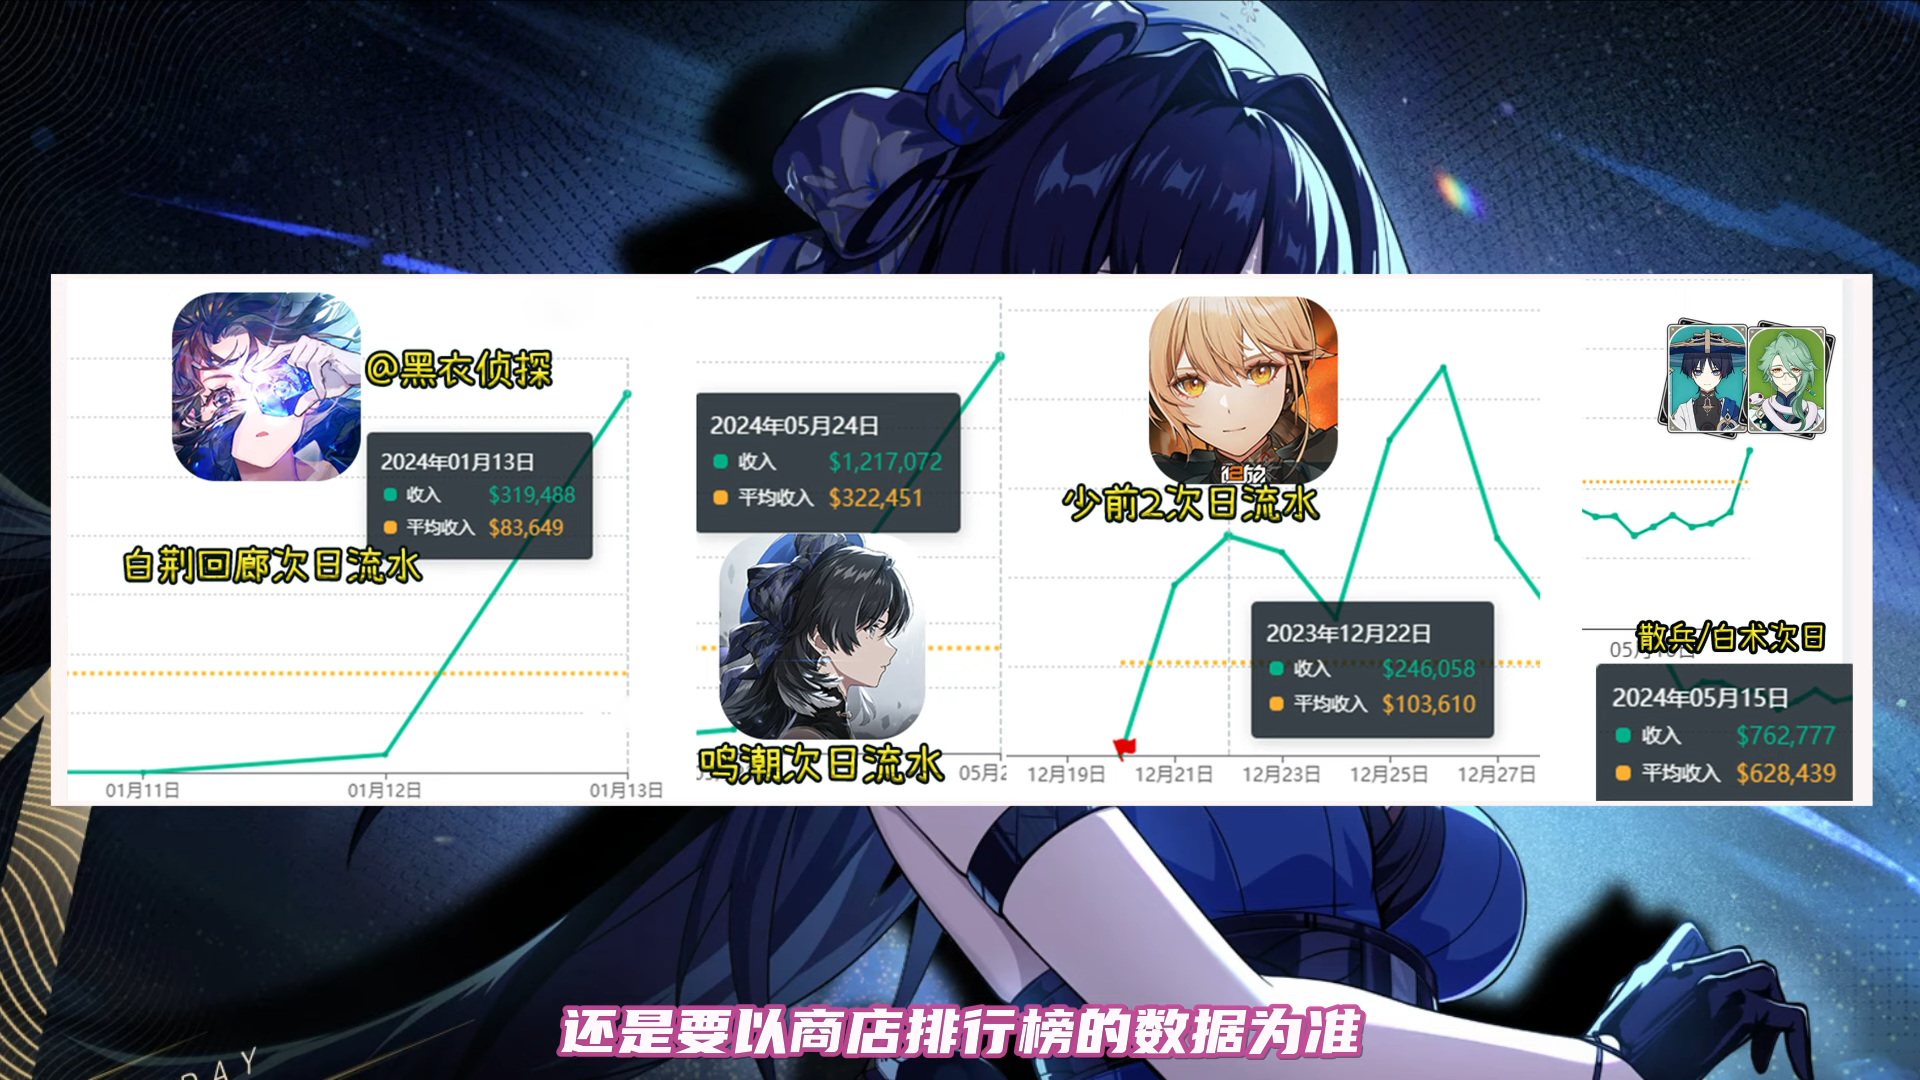 @黑衣侦探
2024年01月13日
收入 $319,488
平均收入 $83,649
白荆回廊次日流水
01月11日
01月12日
01月13日
2024年05月24日
收入 $1,217,072
平均收入 $322,451
鸣潮次日流水
少前2次日流水
2023年12月22日
收入 $246,058
平均收入 $103,610
12月19日
12月21日
12月23日
12月25日
12月27日
散兵/白术次日
2024年05月15日
收入 $762,777
平均收入 $628,439
还是要以商店排行榜的数据为准